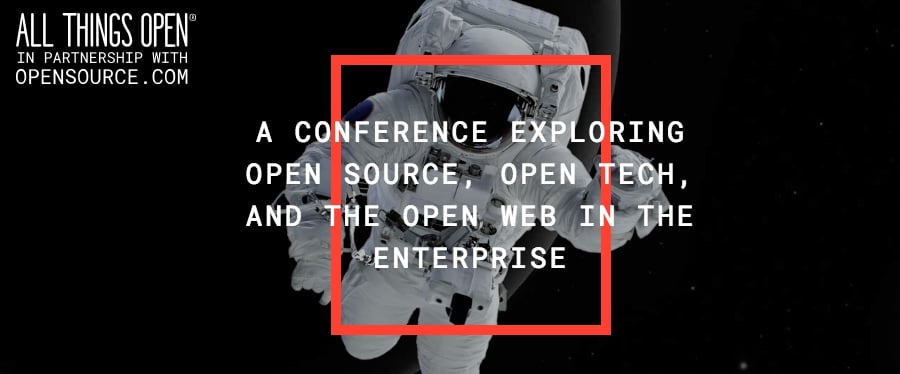 ALL THINGS OPEN®
IN PARTNERSHIP WITH
OPENSOURCE.COM
A CONFERENCE EXPLORING
OPEN SOURCE, OPEN TECH,
AND THE OPEN WEB IN THE
ENTERPRISE